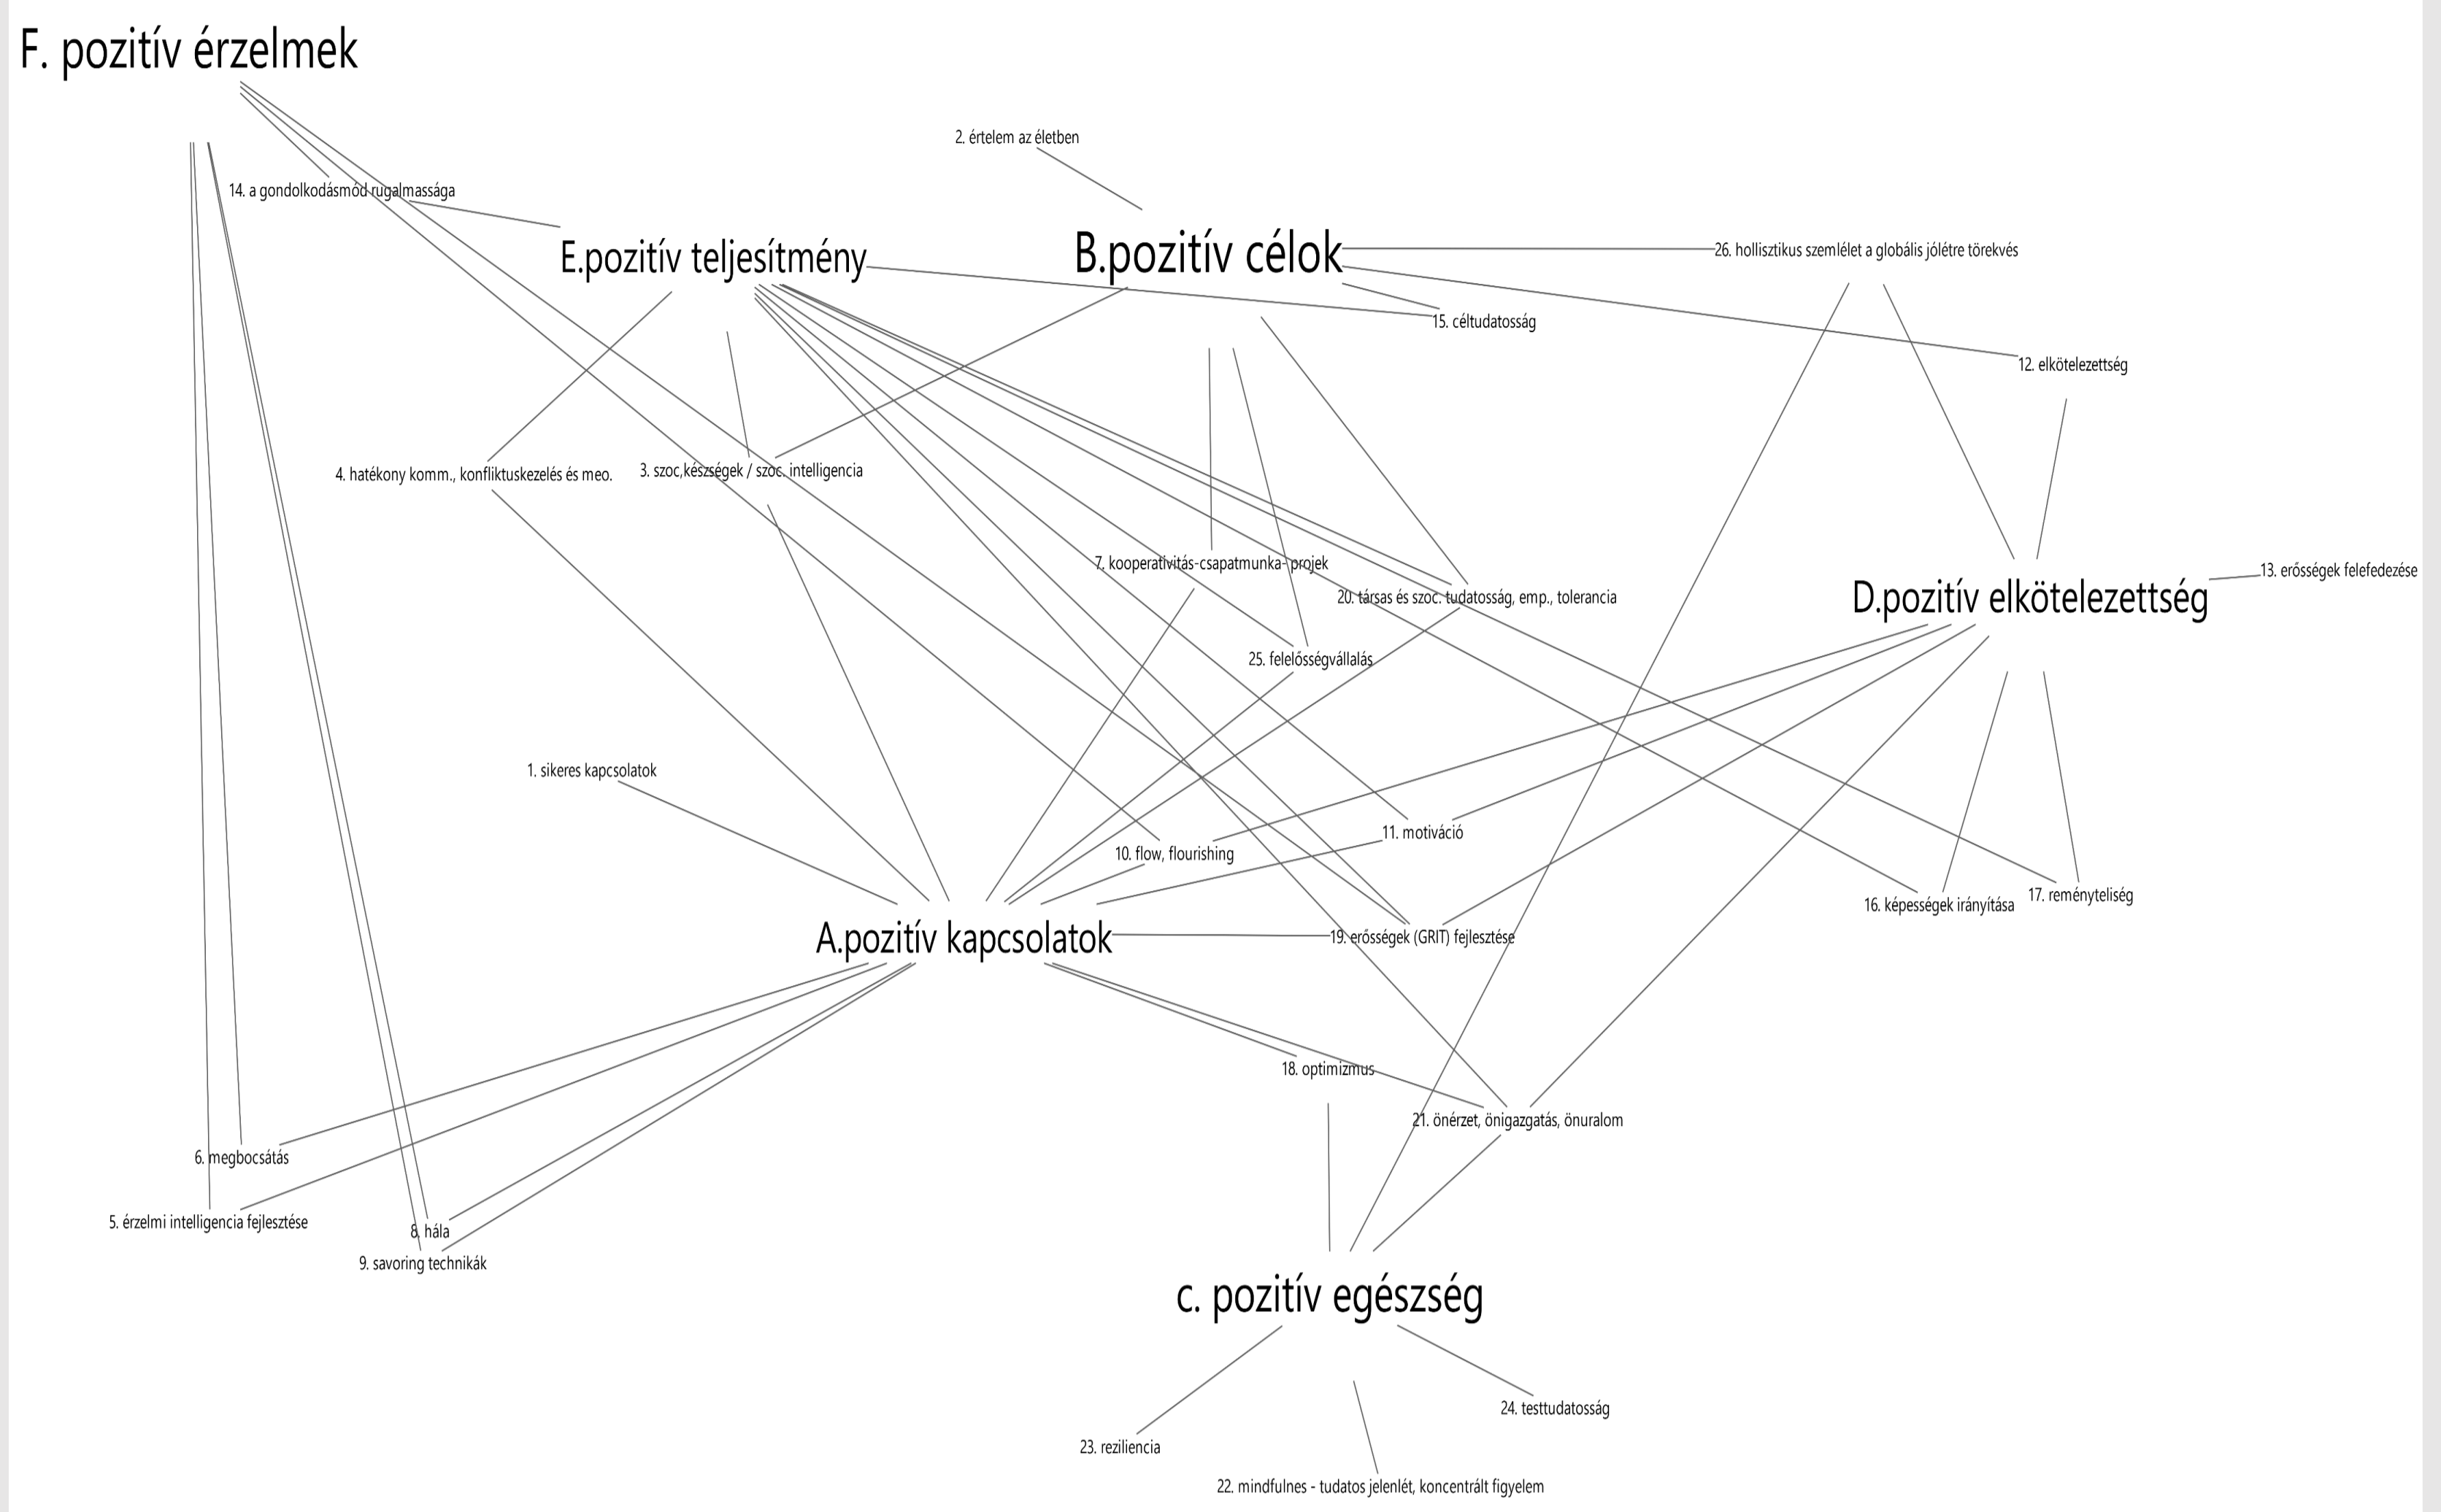 F. pozitív érzelmek
2. értelem az életben
14. a gondolkodásmód rugalmassága
E.pozitív teljesítmény
B.pozitív célok
26. hollisztikus szemlélet a globális jólétre törekvés
15. céltudatosság
12. elkötelezettség
4. hatékony komm., konfliktuskezelés és meo.
3. szoc,készségek / szoc. intelligencia
7. kooperativitás-csapatmunka- projek
13. erősségek felefedezése
20. társas és szoc. tudatosság, emp., tolerancia
D.pozitív elkötelezettség
25. felelősségvállalás
1. sikeres kapcsolatok
11. motiváció
10. flow, flourishing
17. reményteliség
16. képességek irányítása
A.pozitív kapcsolatok
19. erősségek (GRIT) fejlesztése
18. optimizmus
21. önérzet, önigazgatás, önuralom
6. megbocsátás
5. érzelmi intelligencia fejlesztése
8. hála
9. savoring technikák
c. pozitív egészség
24. testtudatosság
23. reziliencia
22. mindfulnes - tudatos jelenlét, koncentrált figyelem